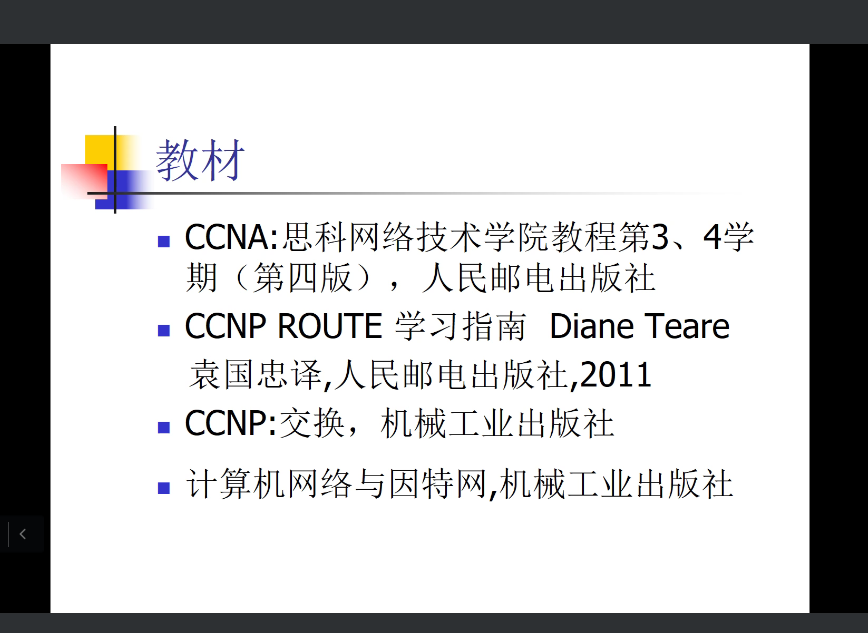 教材
CCNA:思科网络技术学院教程第3、4学
期（第四版），人民邮电出版社
CCNP ROUTE 学习指南 Diane Teare
袁国忠译,人民邮电出版社,2011
CCNP:交换，机械工业出版社
计算机网络与因特网,机械工业出版社